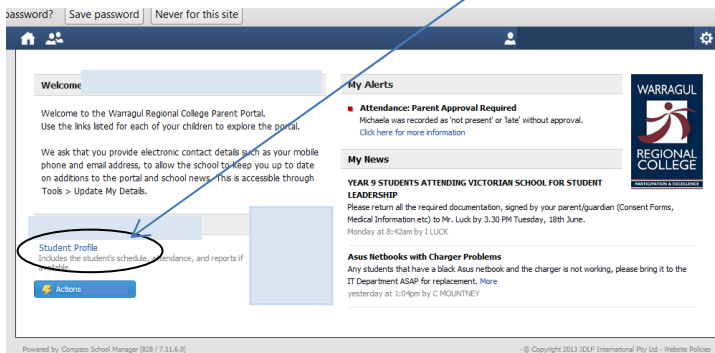 password? Save password Never for this site
Welcome
Welcome to the Warragul Regional College Parent Portal.
Use the links listed for each of your children to explore the portal.
We ask that you provide electronic contact details such as your mobile
phone and email address, to allow the school to keep you up to date
on additions to the portal and school news. This is accessible through
Tools > Update My Details.
Student Profile
Includes the student's schedule, attendance, and reports if
available.
Actions
My Alerts
Attendance: Parent Approval Required
Michaela was recorded as 'not present' or 'late' without approval.
Click here for more information
My News
YEAR 9 STUDENTS ATTENDING VICTORIAN SCHOOL FOR STUDENT
LEADERSHIP
Please return all the required documentation, signed by your parent/guardian (Consent Forms,
Medical Information etc) to Mr. Luck by 3.30 PM Tuesday, 18th June.
Monday at 8:42am by I LUCK
Asus Netbooks with Charger Problems
Any students that have a black Asus netbook and the charger is not working, please bring it to the
IT Department ASAP for replacement. More
yesterday at 1:04pm by C MOUNTNEY
WARRAGUL
REGIONAL
COLLEGE
PARTICIPATION & EXCELLENCE
Powered by Compass School Manager (828 / 7.11.6.0)
- © Copyright 2013 JDLF International Pty Ltd - Website Policies